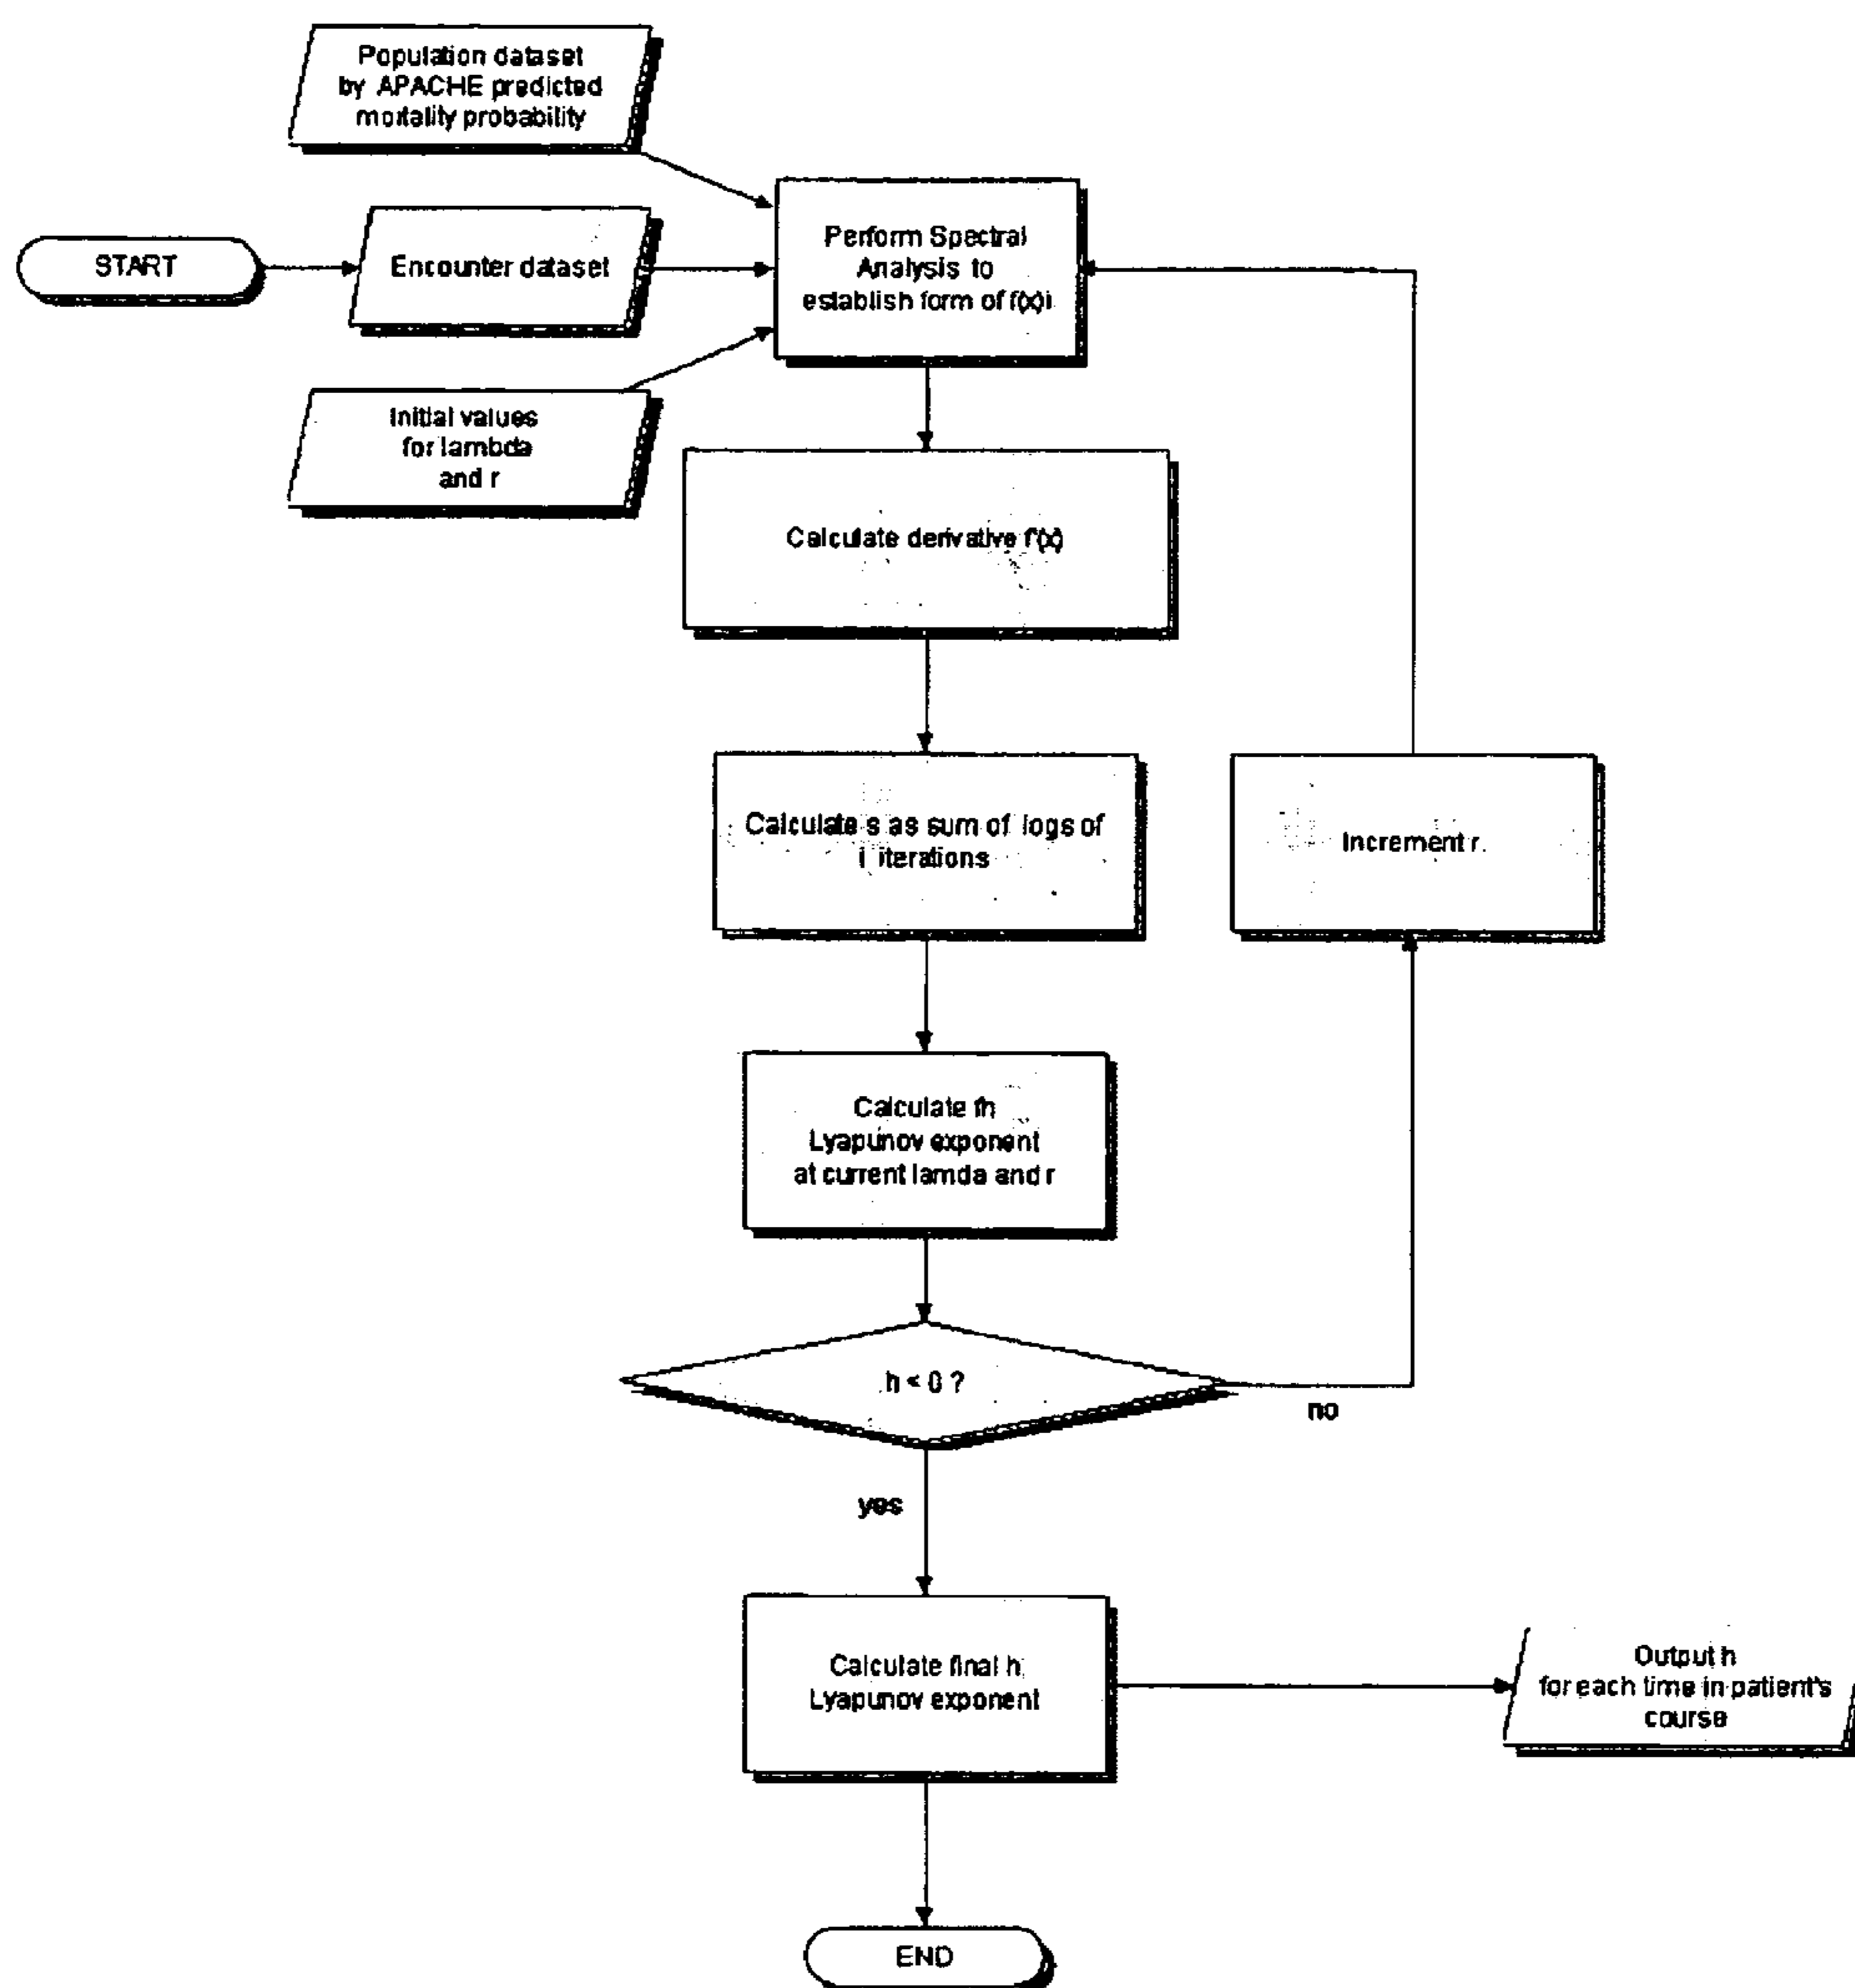 Population dataset
by APACHE predicted
mortality probability
START
Encounter dataset
Initial values
for lambda
and r
Perform Spectral
Analysis to
establish form of f(x)i
Calculate derivative f'(x)
Calculate s as sum of logs of
i iterations
Increment r.
Calculate fh
Lyapunov exponent
at current lamda and r
h < 0 ?
no
yes
Calculate final h
Lyapunov exponent
Output h
for each time in patient's
course
END